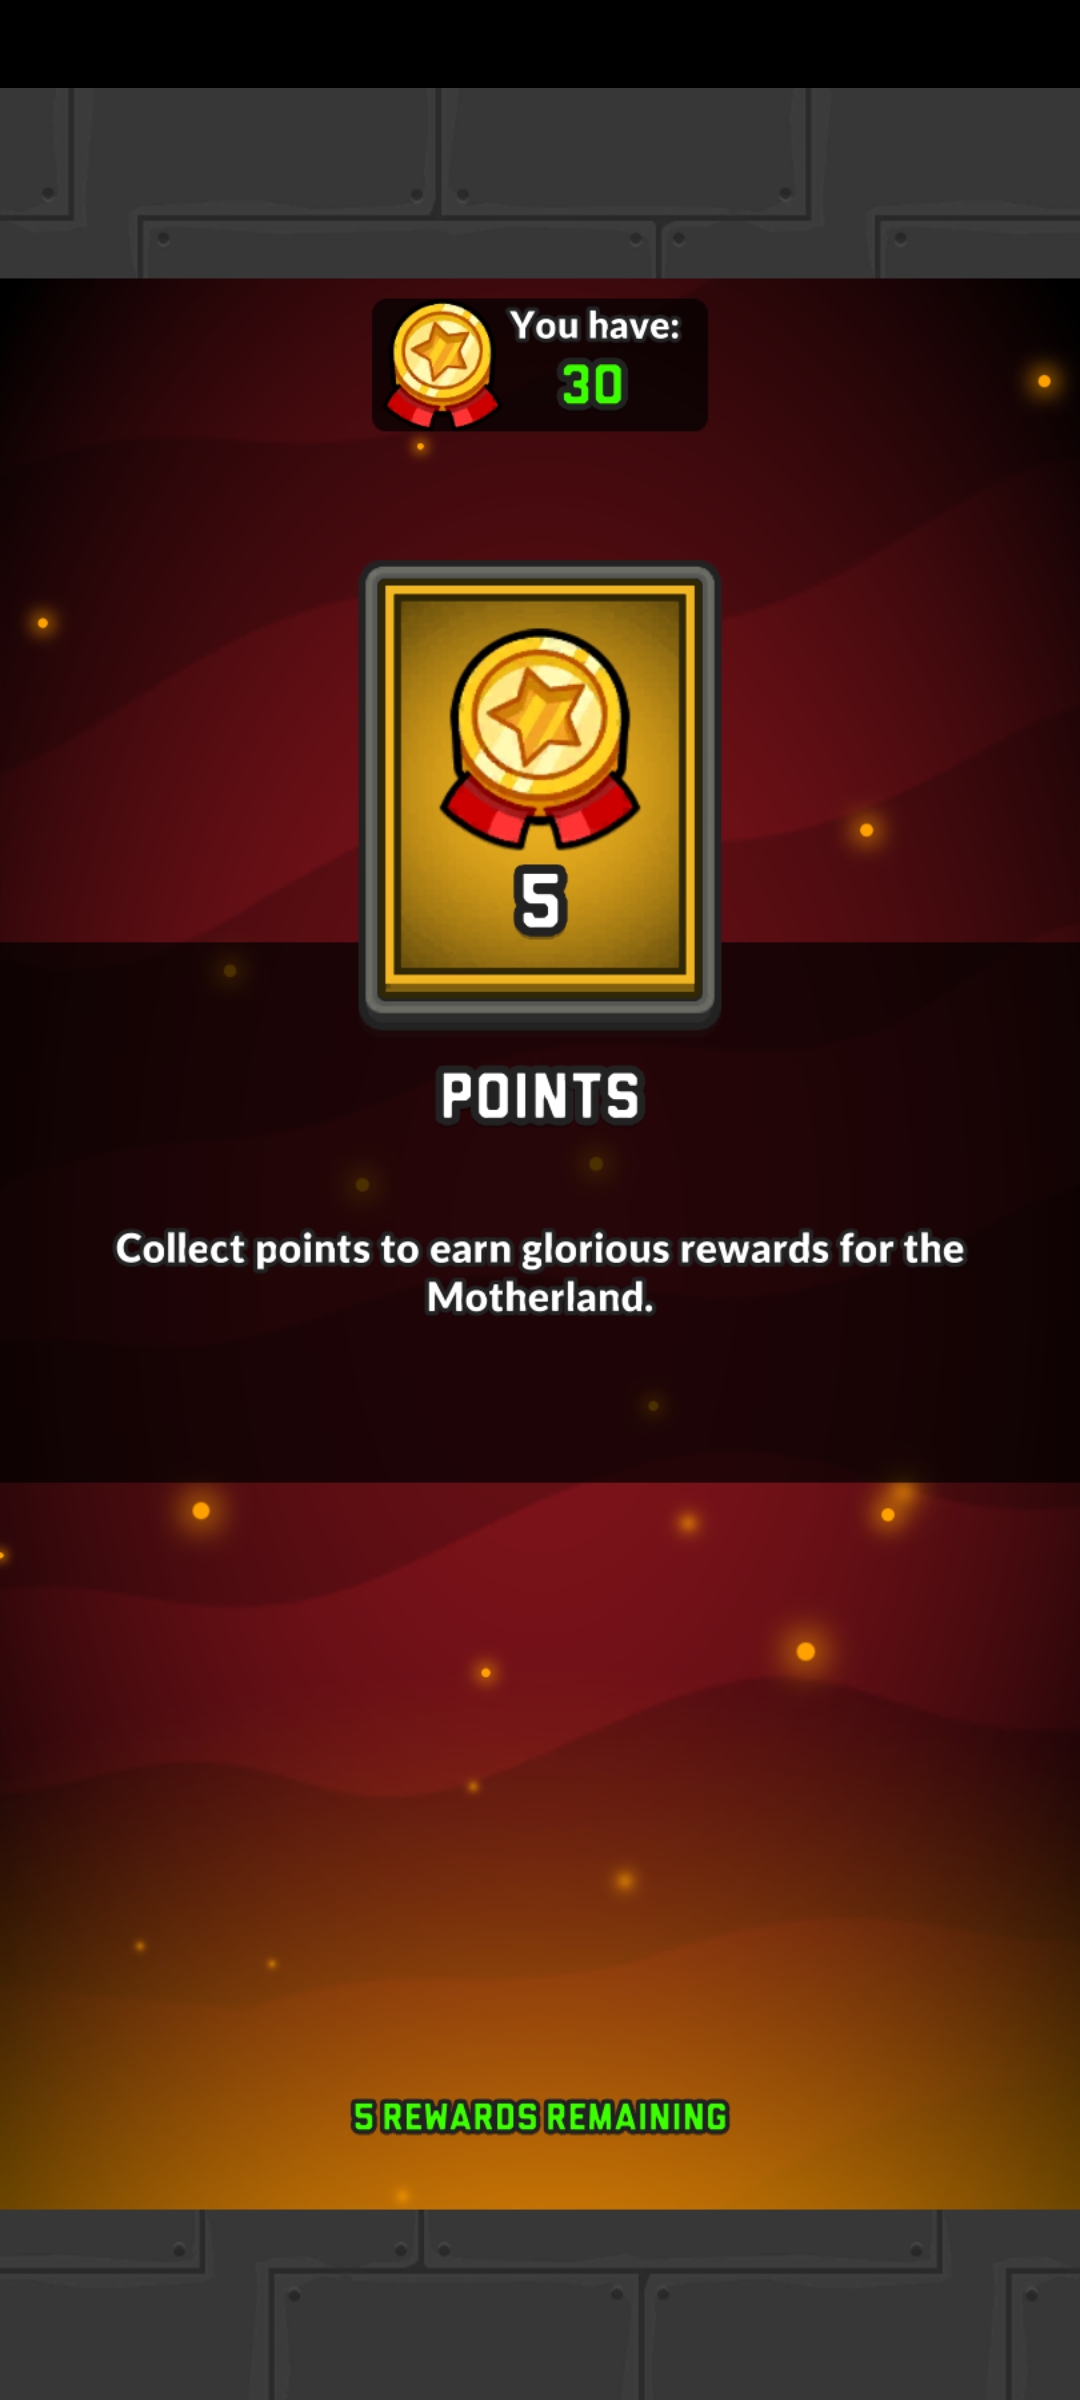 You have:
30
5
POINTS
Collect points to earn glorious rewards for the
Motherland.
5 REWARDS REMAINING